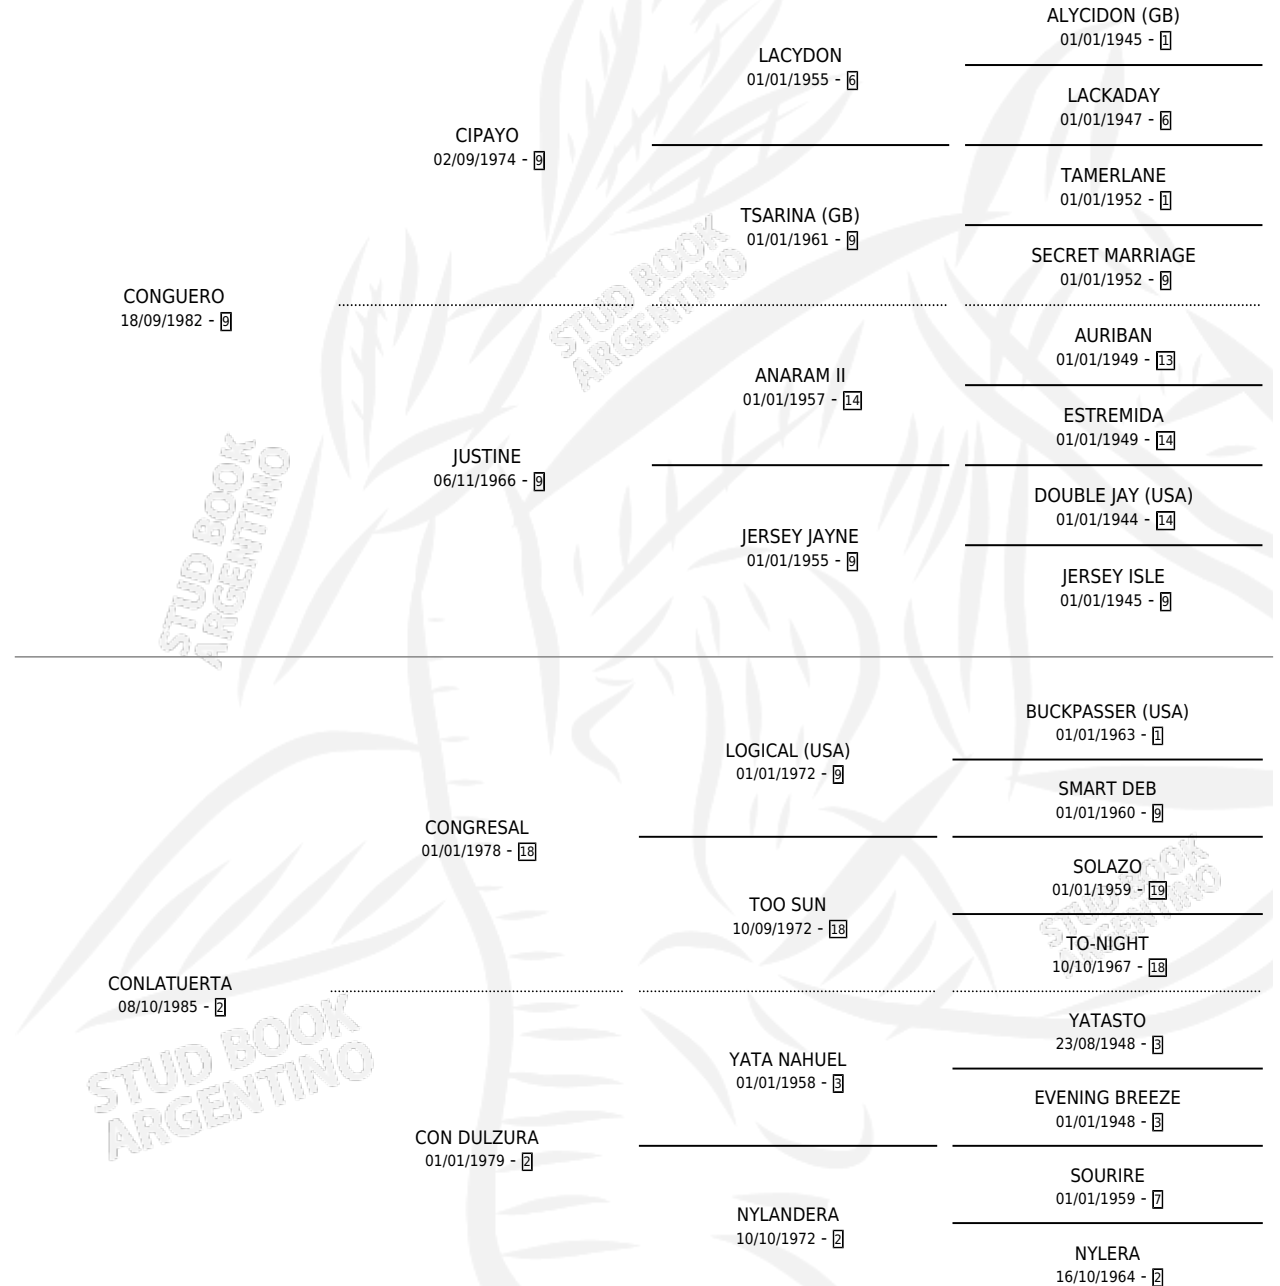 ALYCIDON (GB)
01/01/1945 - 1
LACYDON
01/01/1955 - 6
LACKADAY
01/01/1947 - 6
CIPAYO
02/09/1974 - 9
TAMERLANE
01/01/1952 - 1
TSARINA (GB)
01/01/1961 - 9
SECRET MARRIAGE
01/01/1952 - 9
CONGUERO
18/09/1982 - 9
AURIBAN
01/01/1949 - 13
ANARAM II
01/01/1957 - 14
ESTREMIDA
01/01/1949 - 14
JUSTINE
06/11/1966 - 9
DOUBLE JAY (USA)
01/01/1944 - 14
JERSEY JAYNE
01/01/1955 - 9
JERSEY ISLE
01/01/1945 - 9
BUCKPASSER (USA)
01/01/1963 - 1
LOGICAL (USA)
01/01/1972 - 9
SMART DEB
01/01/1960 - 9
CONGRESAL
01/01/1978 - 18
SOLAZO
01/01/1959 - 19
TOO SUN
10/09/1972 - 18
TO-NIGHT
10/10/1967 - 18
CONLATUERTA
08/10/1985 - 2
YATASTO
23/08/1948 - 3
YATA NAHUEL
01/01/1958 - 3
EVENING BREEZE
01/01/1948 - 3
CON DULZURA
01/01/1979 - 2
SOURIRE
01/01/1959 - 7
NYLANDERA
10/10/1972 - 2
NYLERA
16/10/1964 - 2
STUD BOOK
ARGENTINO
STUD BOOK
ARGENTINO
STUD BOOK
ARGENTINO
STUD BOOK
ARGENTINO